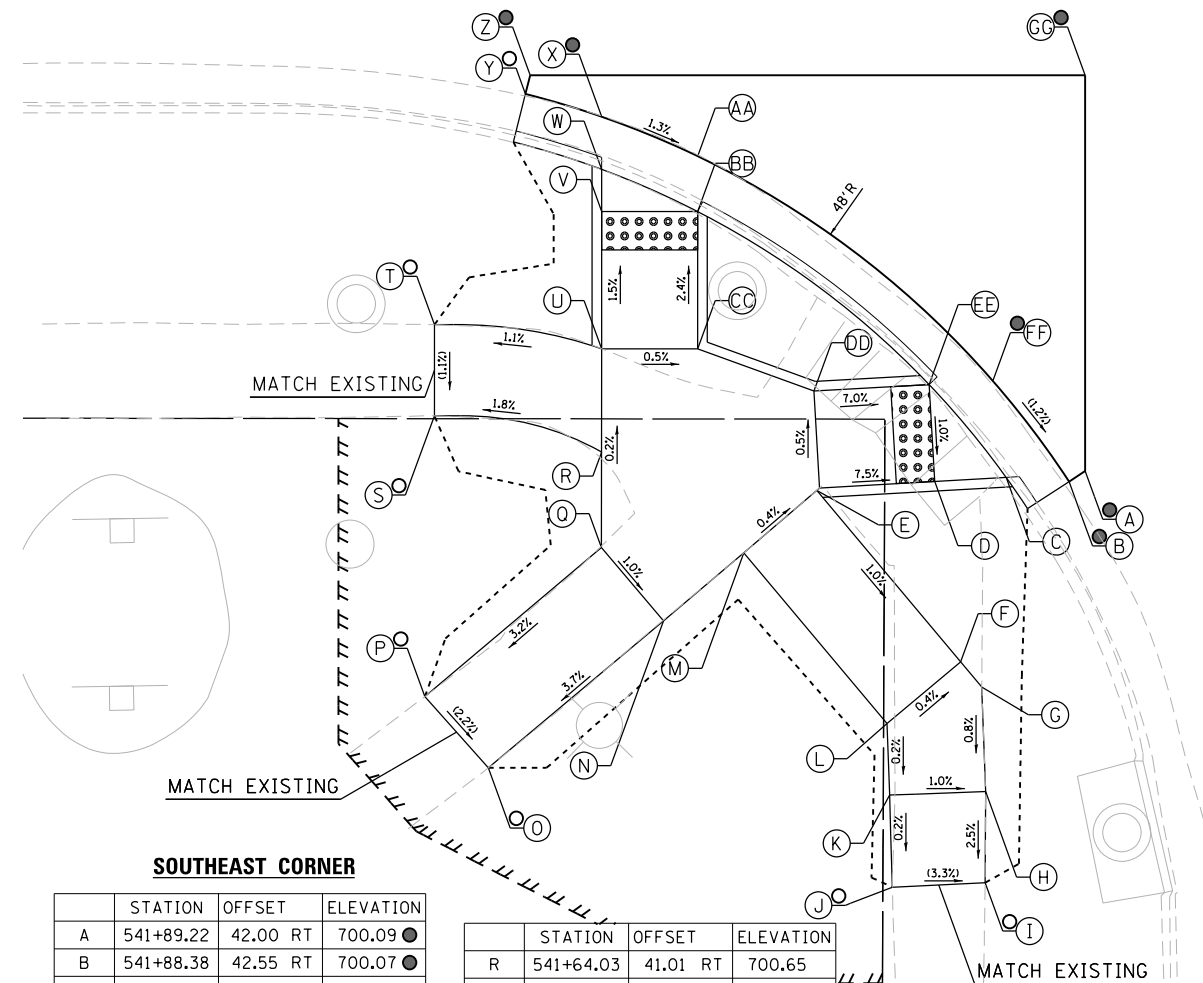 Z
GG
X
Y
AA
1.3%
W
BB
V
48'R
T
1.5%
2.4%
U
CC
EE
FF
1.1%
0.5%
DD
(1.1%)
MATCH EXISTING
7.0%
(1.2%)
1.8%
0.2%
0.5%
1.0%
R
7.5%
S
A
Q
0.4%
E
D
C
B
1.0%
1.0%
F
3.2%
P
M
3.7%
0.4%
(2.2%)
G
0.8%
L
0.2%
N
MATCH EXISTING
1.0%
O
K
0.2%
2.5%
SOUTHEAST CORNER
(3.3%)
H
J
I
STATION OFFSET ELEVATION
A 541+89.22 42.00 RT 700.09
B 541+88.38 42.55 RT 700.07
STATION OFFSET ELEVATION
R 541+64.03 41.01 RT 700.65
MATCH EXISTING